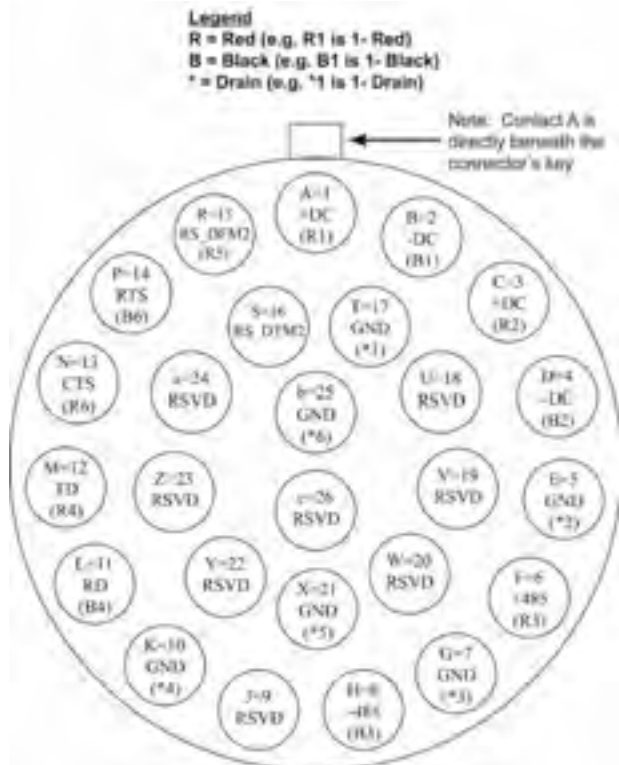 Legend
R = Red (e.g. R1 is 1- Red)
B = Black (e.g. B1 is 1- Black)
* = Drain (e.g. *1 is 1- Drain)
Note: Contact A is
directly beneath the
connector's key
A=1
+DC
(R1)
R=15
(R5)
B=2
-DC
(B1)
P=14
RTS
(B6)
C=3
+DC
(R2)
S=16
T=17
GND
(*1)
N=13
CTS
(R6)
a=24
RSVD
b=25
GND
(*6)
U=18
RSVD
D=4
-DC
(B2)
M=12
TD
(R4)
Z=23
RSVD
c=26
RSVD
V=19
RSVD
E=5
GND
(*2)
L=11
RD
(B4)
Y=22
RSVD
X=21
GND
(*5)
W=20
RSVD
F=6
(R3)
K=10
GND
(*4)
J=9
RSVD
H=8
(B3)
G=7
GND
(*3)